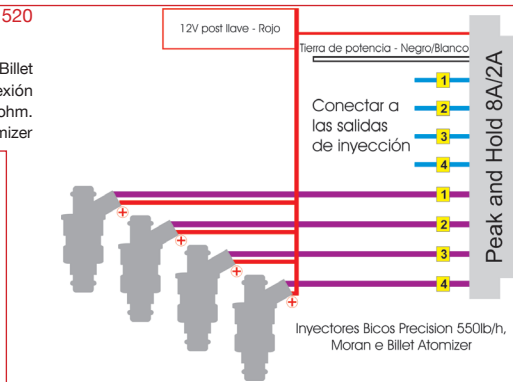 520
Billet
exión
ohm.
mizer
12V post llave - Rojo
Tierra de potencia - Negro/Blanco
1
2
3
4
Conectar a
las salidas
de inyección
1
2
3
4
Peak and Hold 8A/2A
+
+
+
+
Inyectores Bicos Precision 550lb/h,
Moran e Billet Atomizer